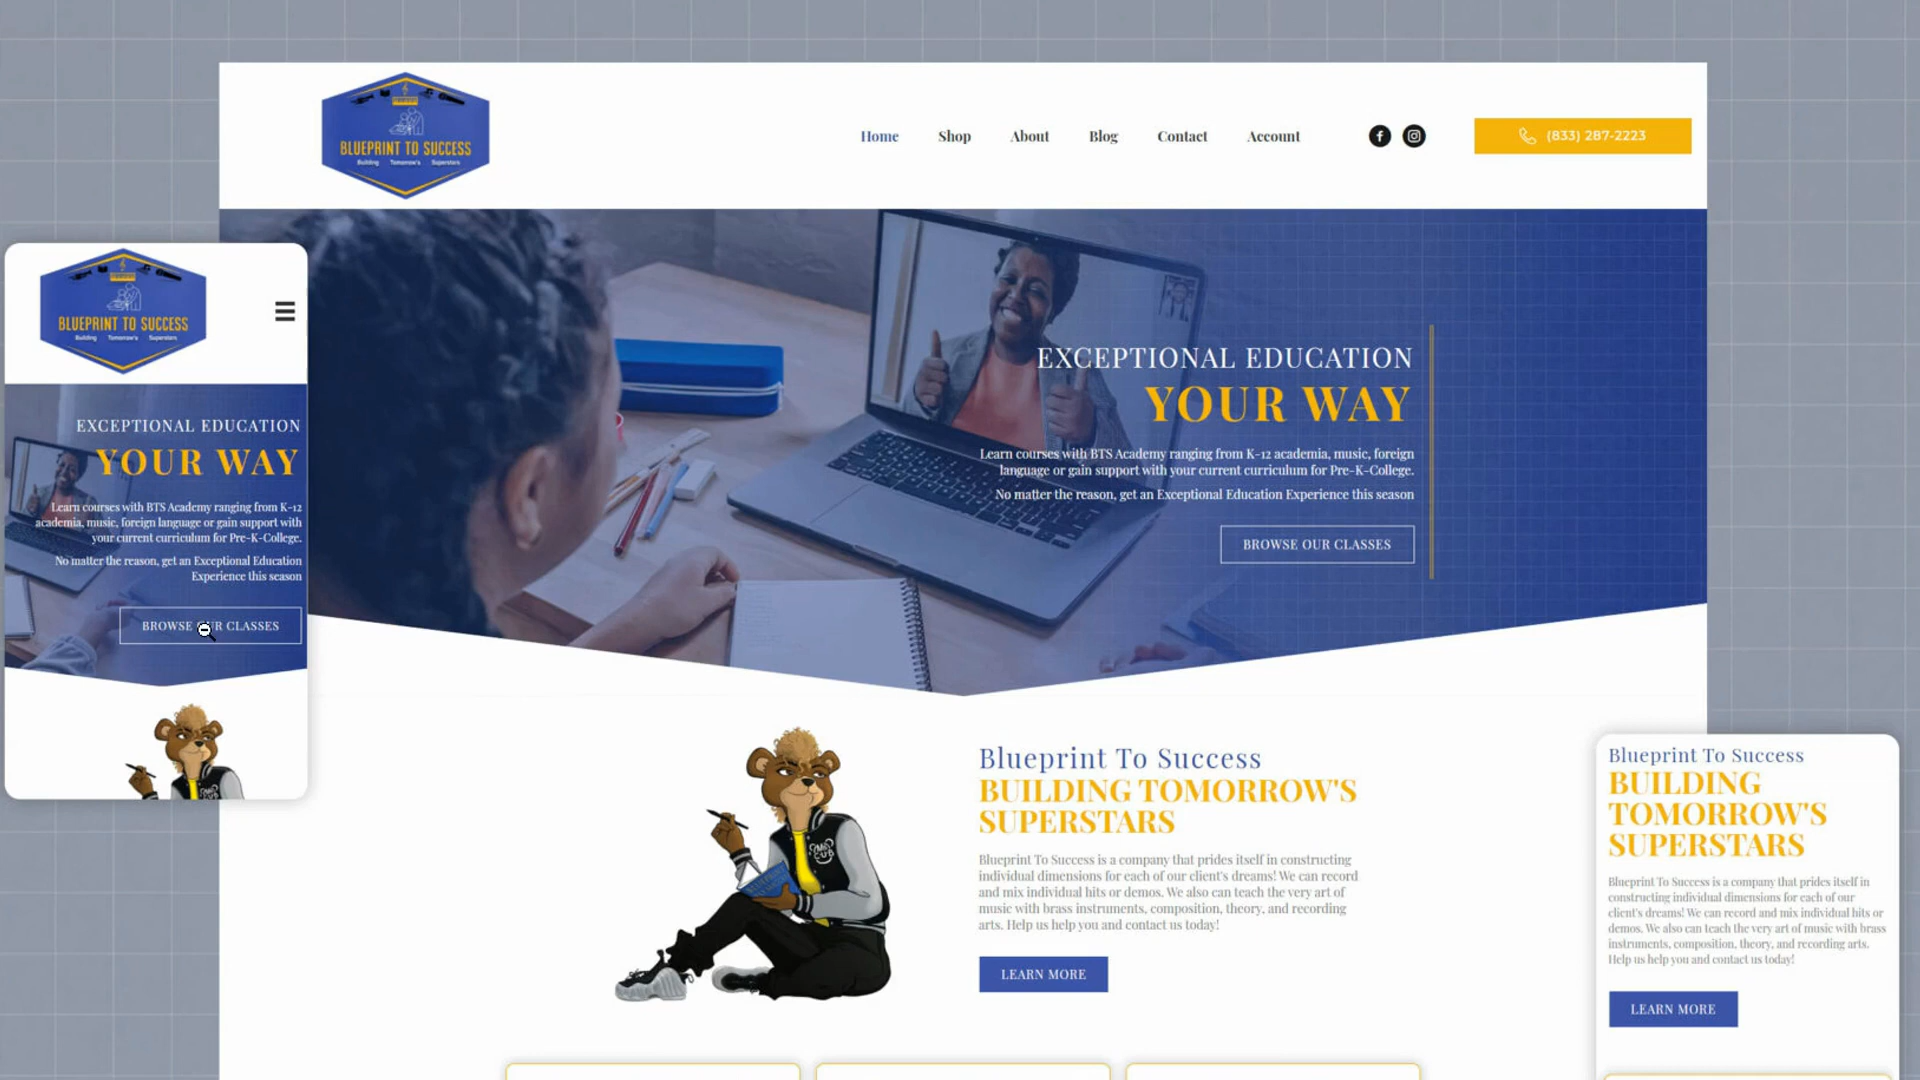 BLUEPRINT TO SUCCESS
Building Tomorrow's Superstars
Home
Shop
About
Blog
Contact
Account
(833) 287-2223
EXCEPTIONAL EDUCATION
YOUR WAY
Learn courses with BTS Academy ranging from K-12 academia, music, foreign
language or gain support with your current curriculum for Pre-K-College.
No matter the reason, get an Exceptional Education Experience this season
BROWSE OUR CLASSES
BLUEPRINT TO SUCCESS
Building Tomorrow's Superstars
EXCEPTIONAL EDUCATION
YOUR WAY
Learn courses with BTS Academy ranging from K-12
academia, music, foreign language or gain support with
your current curriculum for Pre-K-College.
No matter the reason, get an Exceptional Education
Experience this season
BROWSE OUR CLASSES
Blueprint To Success
BUILDING TOMORROW'S
SUPERSTARS
Blueprint To Success is a company that prides itself in constructing
individual dimensions for each of our client's dreams! We can record
and mix individual hits or demos. We also can teach the very art of
music with brass instruments, composition, theory, and recording
arts. Help us help you and contact us today!
LEARN MORE
Blueprint To Success
BUILDING
TOMORROW'S
SUPERSTARS
Blueprint To Success is a company that prides itself in
constructing individual dimensions for each of our
client's dreams! We can record and mix individual hits or
demos. We also can teach the very art of music with brass
instruments, composition, theory, and recording arts.
Help us help you and contact us today!
LEARN MORE